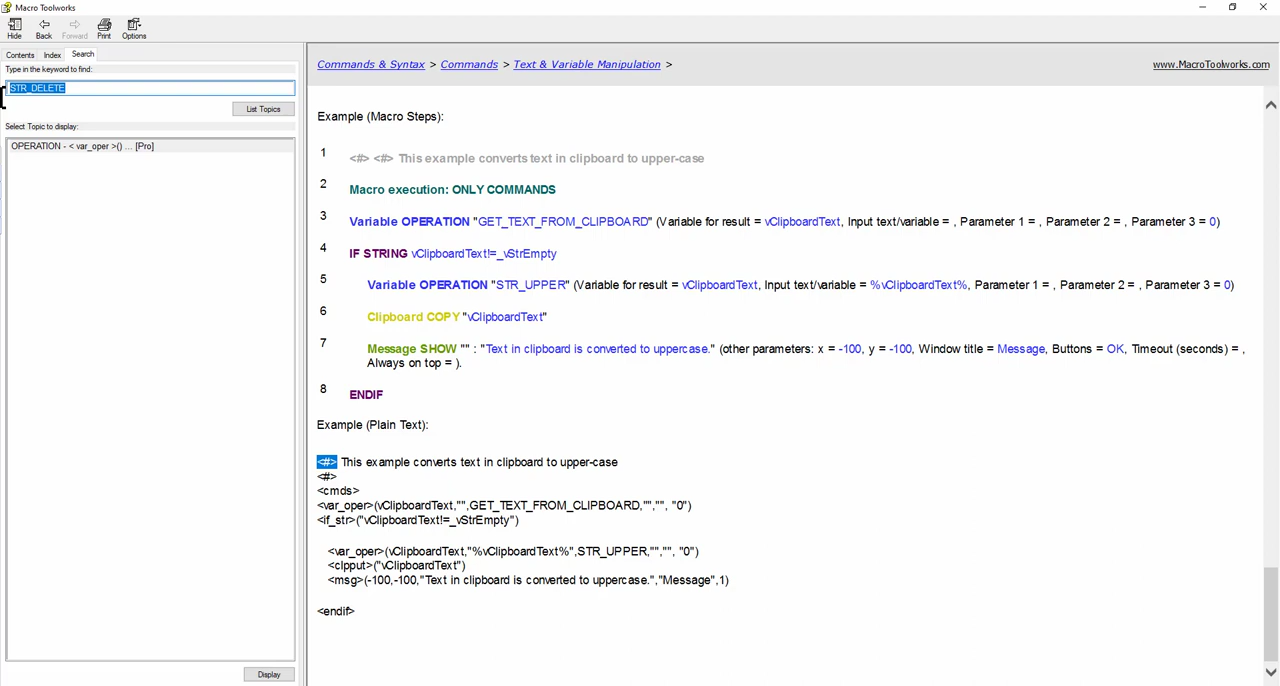 Macro Toolworks
Hide Back Forward Print Options
Contents Index Search
Type in the keyword to find:
STR_DELETE
List Topics
Select Topic to display:
OPERATION - < var_oper >() ... [Pro]
Display
Commands & Syntax > Commands > Text & Variable Manipulation >
www.MacroToolworks.com
Example (Macro Steps):
1 <#> <#> This example converts text in clipboard to upper-case
2 Macro execution: ONLY COMMANDS
3 Variable OPERATION "GET_TEXT_FROM_CLIPBOARD" (Variable for result = vClipboardText, Input text/variable = , Parameter 1 = , Parameter 2 = , Parameter 3 = 0)
4 IF STRING vClipboardText!=_vStrEmpty
5 Variable OPERATION "STR_UPPER" (Variable for result = vClipboardText, Input text/variable = %vClipboardText%, Parameter 1 = , Parameter 2 = , Parameter 3 = 0)
6 Clipboard COPY "vClipboardText"
7 Message SHOW "" : "Text in clipboard is converted to uppercase." (other parameters: x = -100, y = -100, Window title = Message, Buttons = OK, Timeout (seconds) = ,
Always on top = ).
8 ENDIF
Example (Plain Text):
<#> This example converts text in clipboard to upper-case
<#>
<cmds>
<var_oper>(vClipboardText,"",GET_TEXT_FROM_CLIPBOARD,"","", "0")
<if_str>("vClipboardText!=_vStrEmpty")
<var_oper>(vClipboardText,"%vClipboardText%",STR_UPPER,"","", "0")
<clpput>("vClipboardText")
<msg>(-100,-100,"Text in clipboard is converted to uppercase.","Message",1)
<endif>